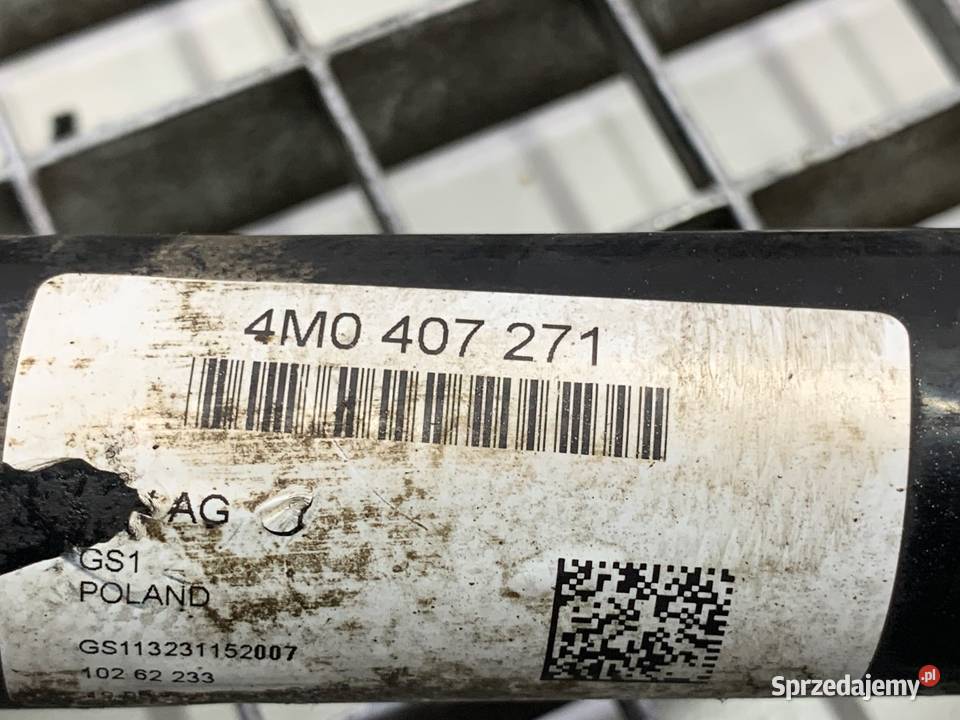 4M0 407 271
AG
GS1
POLAND
GS113231152007
102 62 233
Sprzedajemy.pl